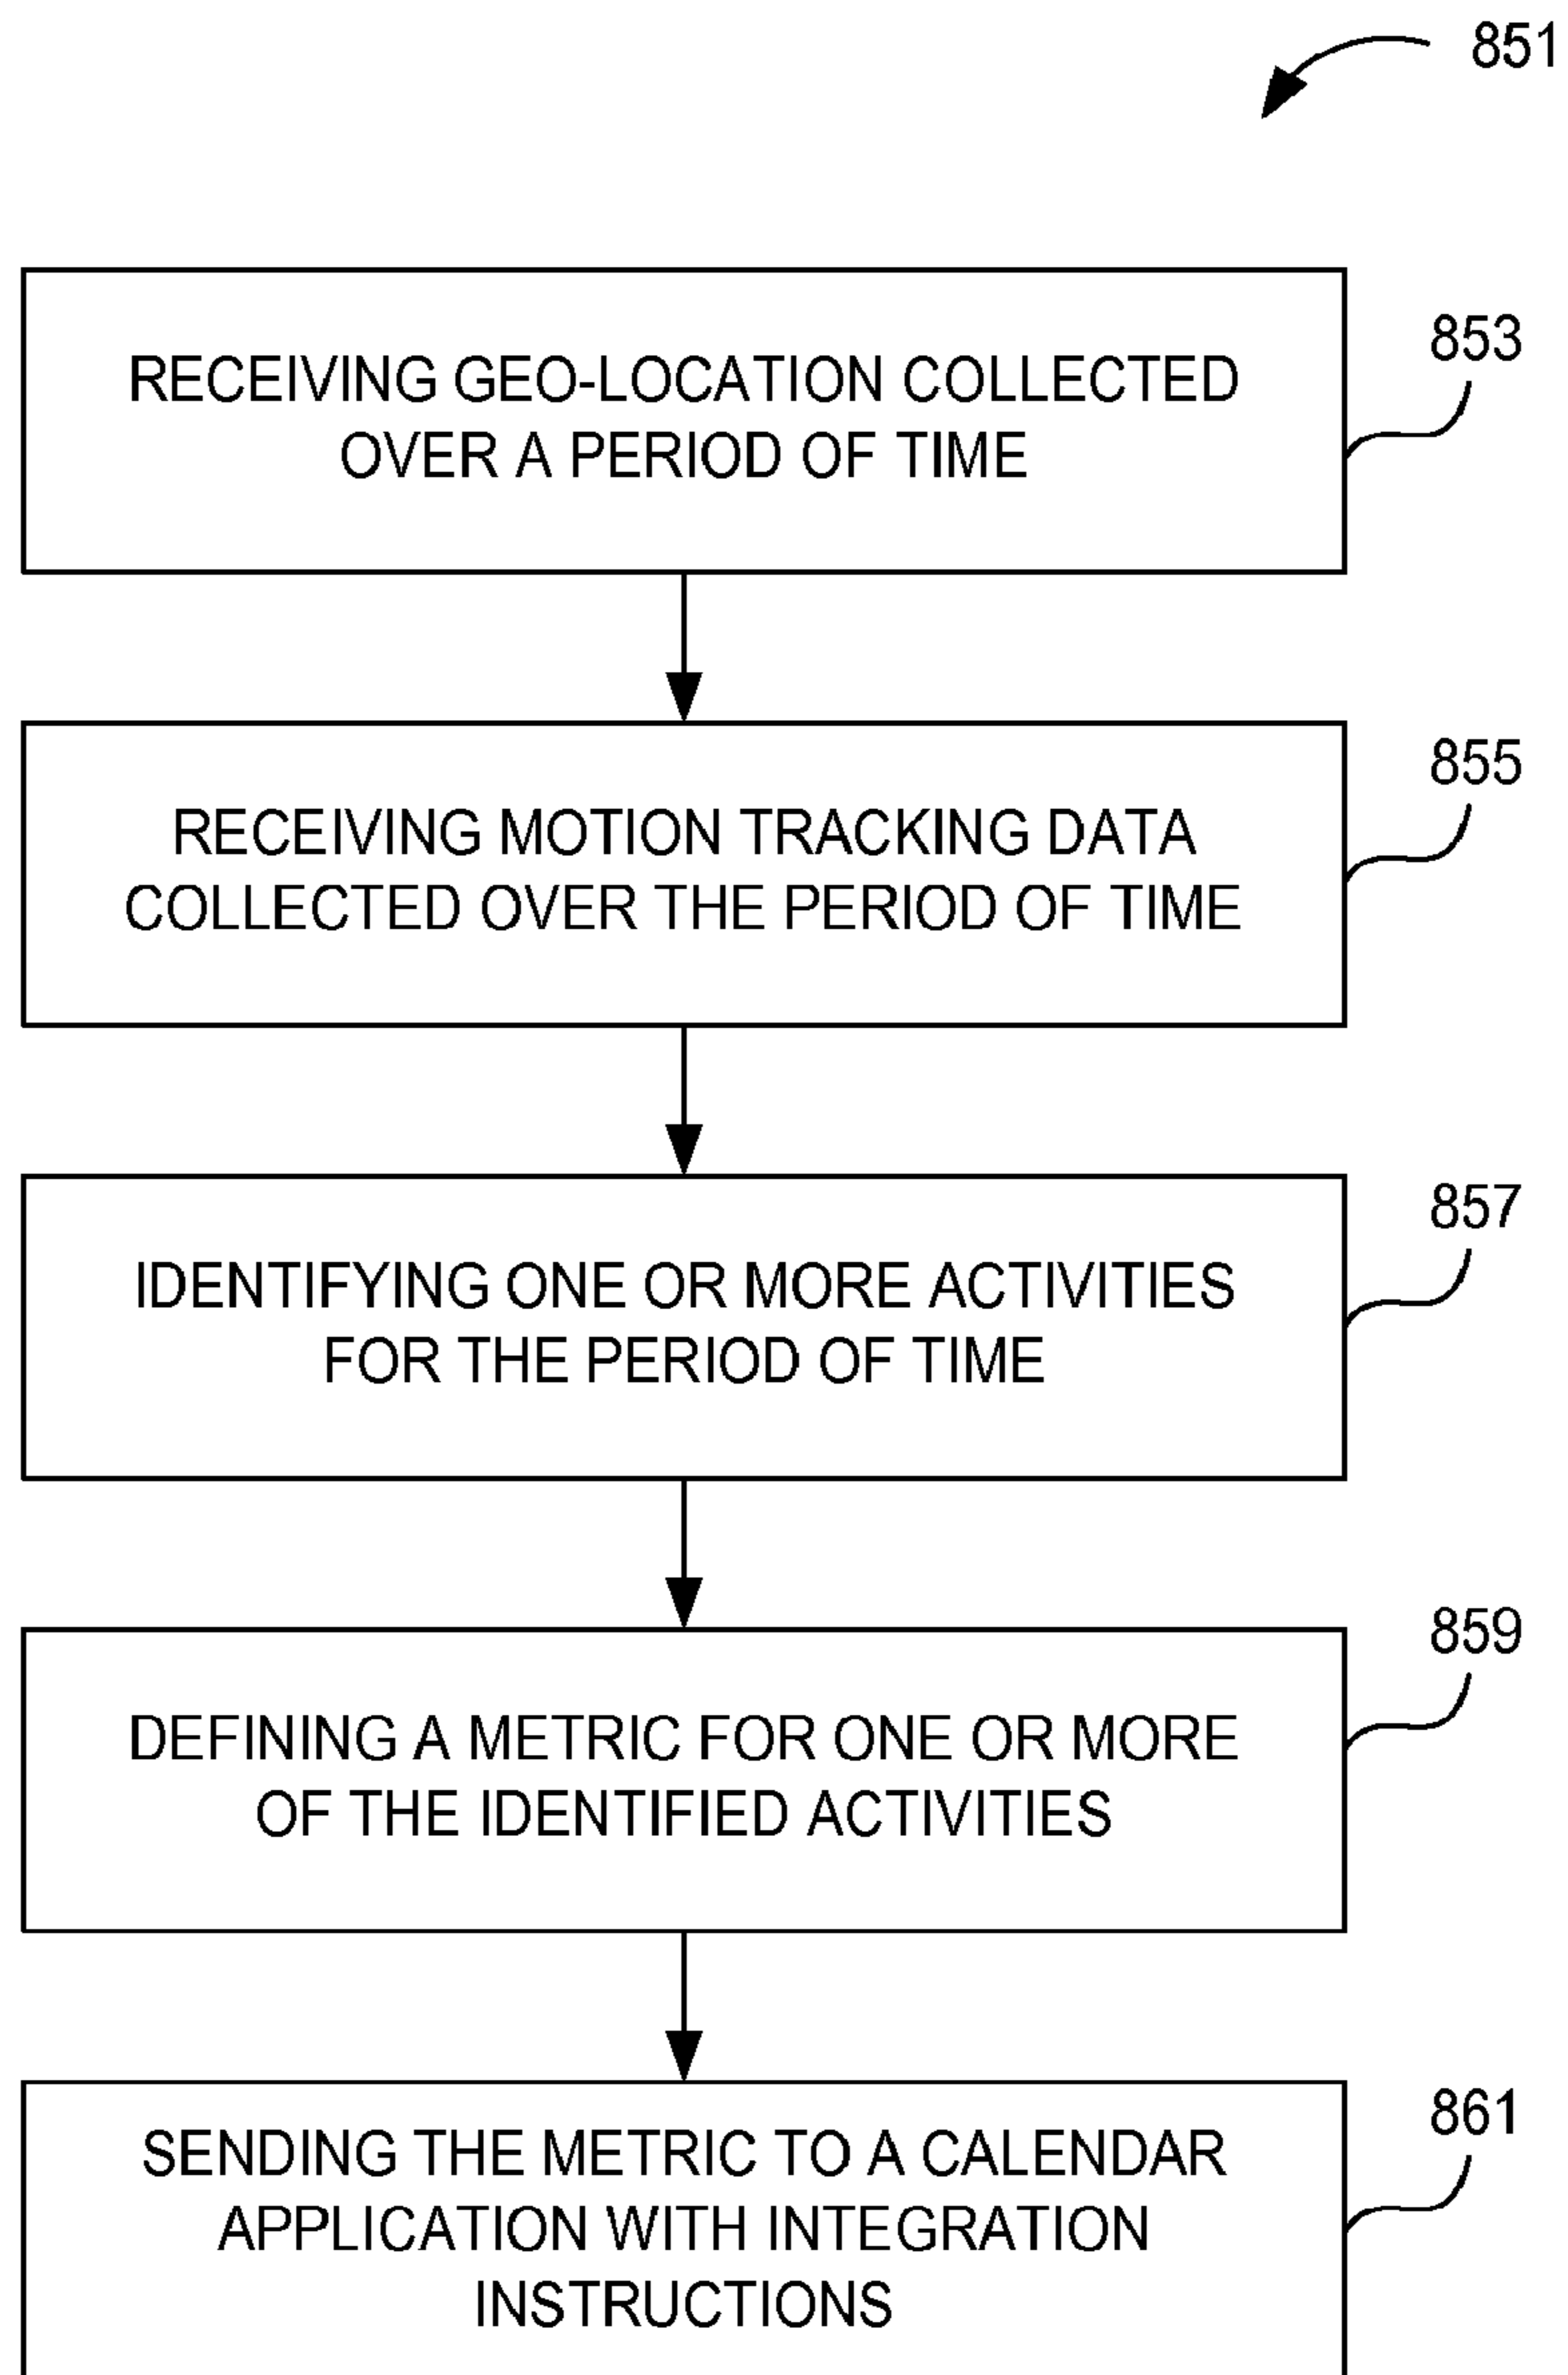 851
853
RECEIVING GEO-LOCATION COLLECTED
OVER A PERIOD OF TIME
855
RECEIVING MOTION TRACKING DATA
COLLECTED OVER THE PERIOD OF TIME
857
IDENTIFYING ONE OR MORE ACTIVITIES
FOR THE PERIOD OF TIME
859
DEFINING A METRIC FOR ONE OR MORE
OF THE IDENTIFIED ACTIVITIES
861
SENDING THE METRIC TO A CALENDAR
APPLICATION WITH INTEGRATION
INSTRUCTIONS